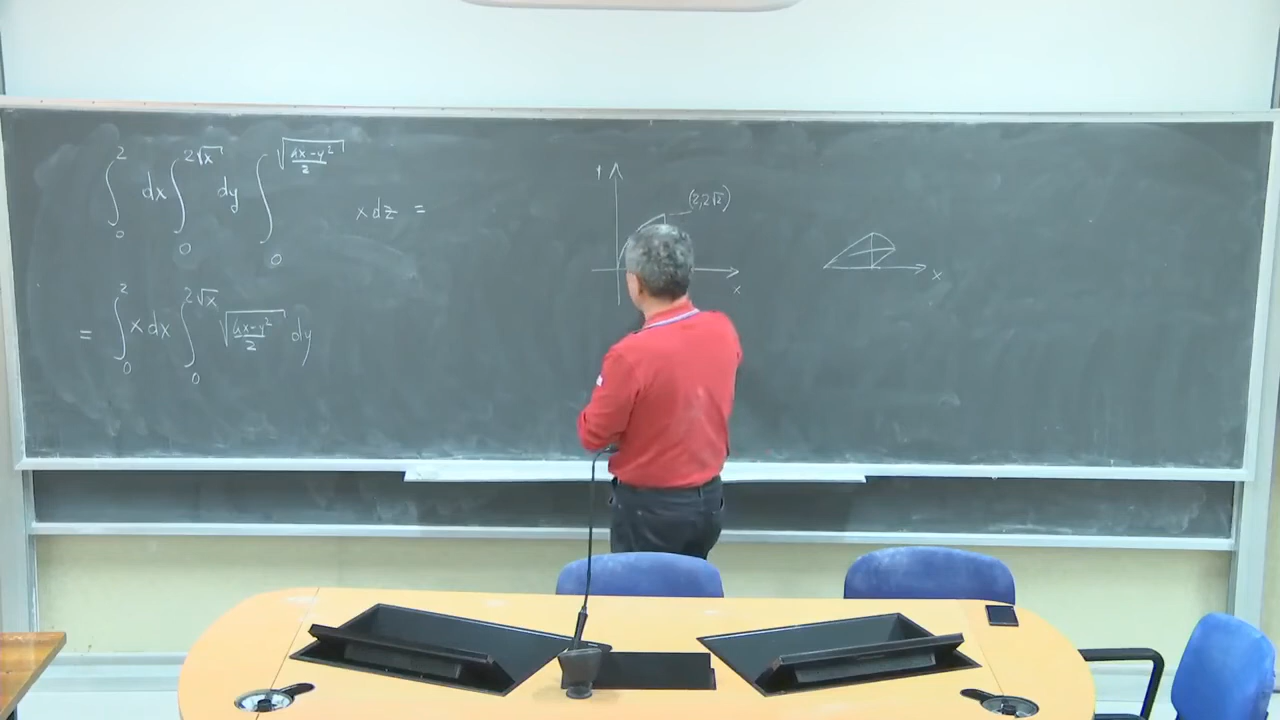 ∫₀² dx ∫₀^{2√x} dy ∫₀^{√((4x-y²)/2)} x dz =
= ∫₀² x dx ∫₀^{2√x} √((4x-y²)/2) dy
y
(2, 2√2)
x
x